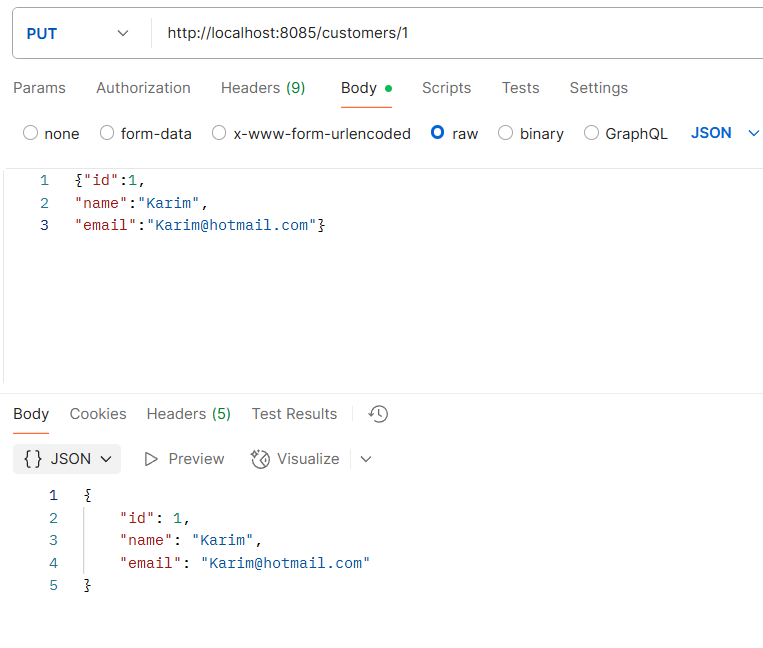 PUT http://localhost:8085/customers/1
Params Authorization Headers (9) Body Scripts Tests Settings
none form-data x-www-form-urlencoded raw binary GraphQL JSON
1 {"id":1,
2 "name":"Karim",
3 "email":"Karim@hotmail.com"}
Body Cookies Headers (5) Test Results
{} JSON Preview Visualize
1 {
2 "id": 1,
3 "name": "Karim",
4 "email": "Karim@hotmail.com"
5 }